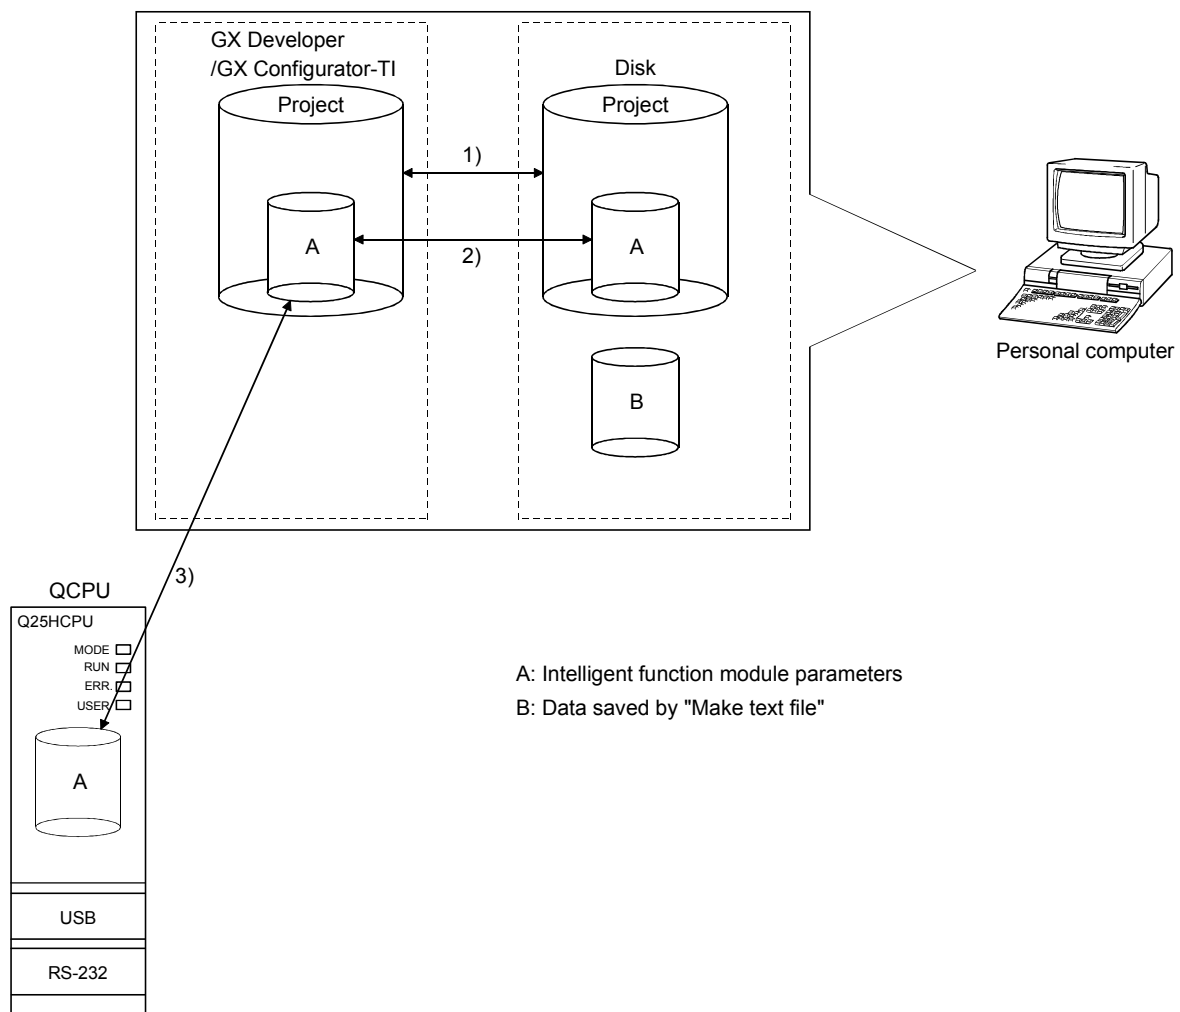 GX Developer
/GX Configurator-TI
Project
Disk
Project
1)
A
2)
A
B
Personal computer
3)
QCPU
Q25HCPU
MODE
RUN
ERR.
USER
A
USB
RS-232
A: Intelligent function module parameters
B: Data saved by "Make text file"